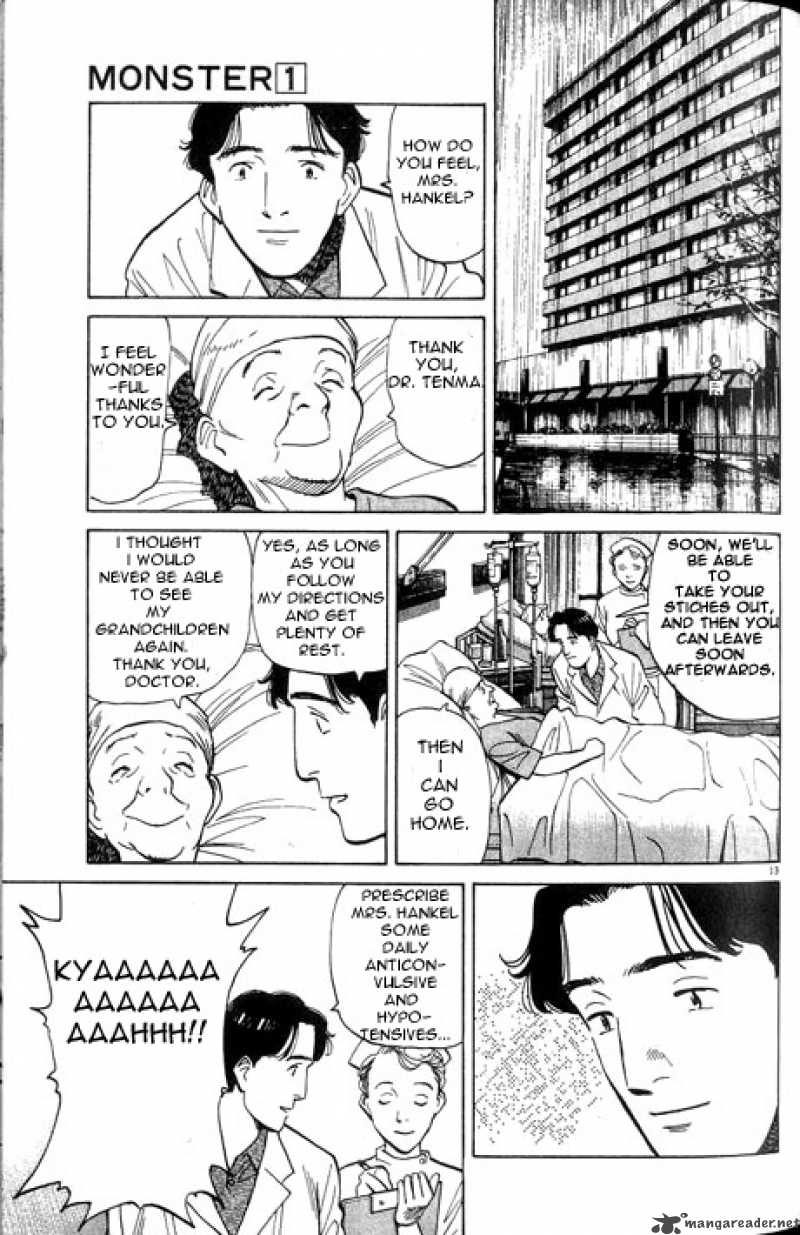 MONSTER 1
HOW DO
YOU FEEL,
MRS.
HANKEL?
THANK
YOU,
DR. TENMA.
I FEEL
WONDER
-FUL
THANKS
TO YOU.
SOON, WE'LL
BE ABLE
TO
TAKE YOUR
STICHES OUT,
AND THEN YOU
CAN LEAVE
SOON
AFTERWARDS.
THEN
I
CAN
GO
HOME.
YES, AS LONG
AS YOU
FOLLOW
MY DIRECTIONS
AND GET
PLENTY OF
REST.
I THOUGHT
I WOULD
NEVER BE ABLE
TO SEE
MY
GRANDCHILDREN
AGAIN.
THANK YOU,
DOCTOR.
13
PRESCRIBE
MRS. HANKEL
SOME
DAILY
ANTICON-
VULSIVE
AND
HYPO-
TENSIVES...
KYAAAAAA
AAAAAA
AAAHHH!!
mangareader.net